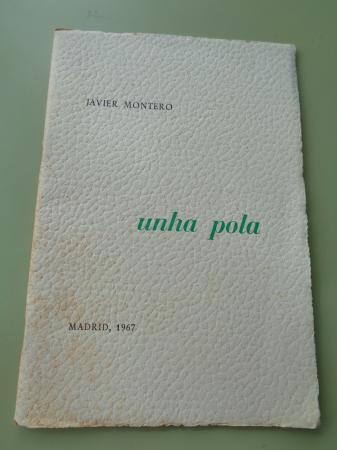 JAVIER MONTERO
unha pola
MADRID, 1967